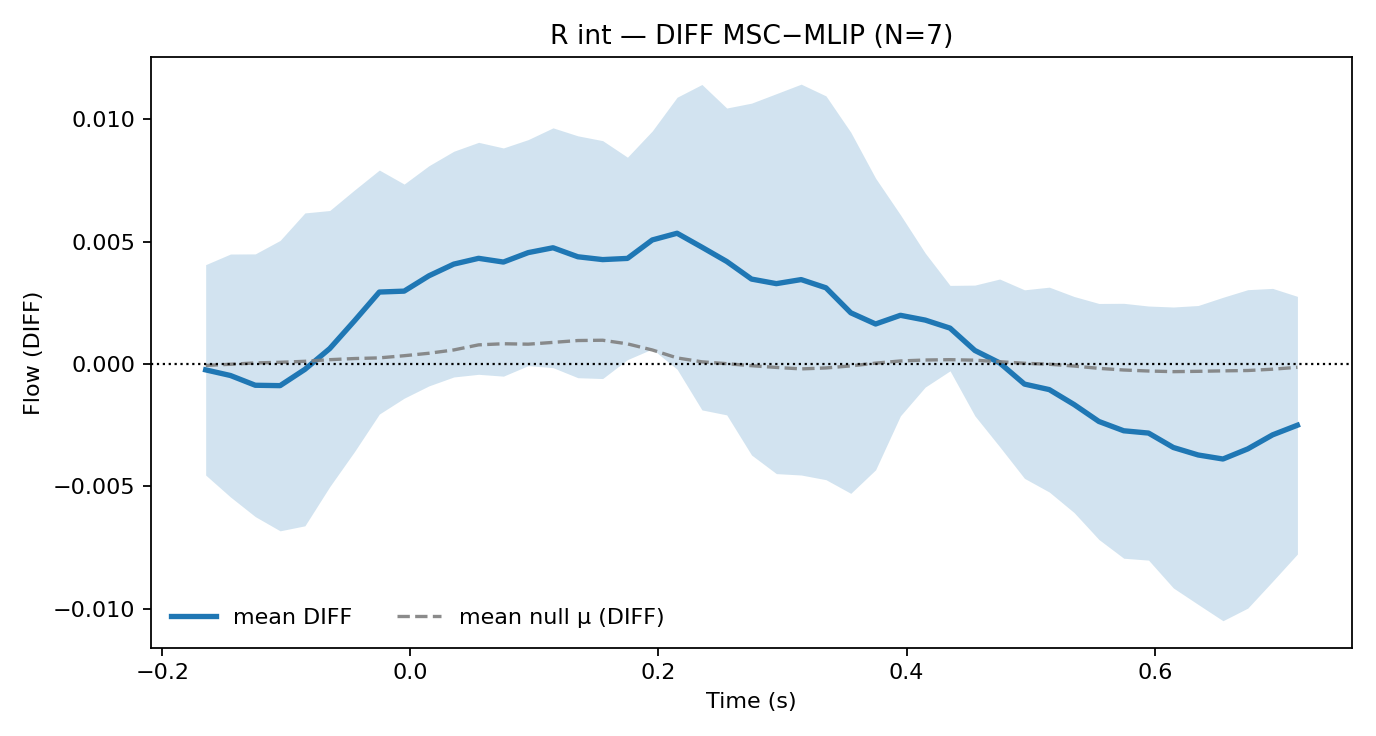 R int — DIFF MSC−MLIP (N=7)
Flow (DIFF)
0.010
0.005
0.000
−0.005
−0.010
mean DIFF
mean null μ (DIFF)
−0.2
0.0
0.2
0.4
0.6
Time (s)